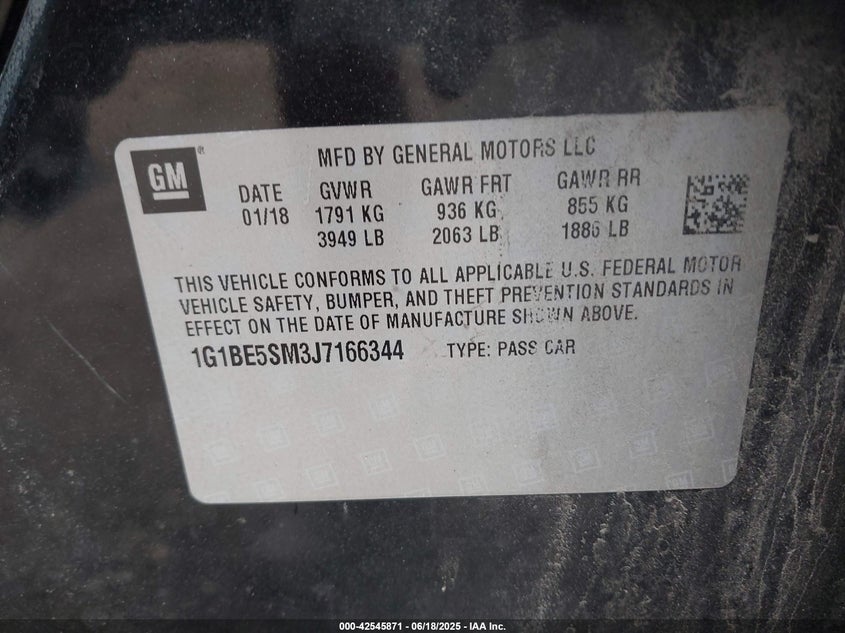 GM
MFD BY GENERAL MOTORS LLC
DATE GVWR GAWR FRT GAWR RR
01/18 1791 KG 936 KG 855 KG
3949 LB 2063 LB 1886 LB
THIS VEHICLE CONFORMS TO ALL APPLICABLE U.S. FEDERAL MOTOR
VEHICLE SAFETY, BUMPER, AND THEFT PREVENTION STANDARDS IN
EFFECT ON THE DATE OF MANUFACTURE SHOWN ABOVE.
1G1BE5SM3J7166344 TYPE: PASS CAR
000-42545871 - 06/18/2025 - IAA Inc.